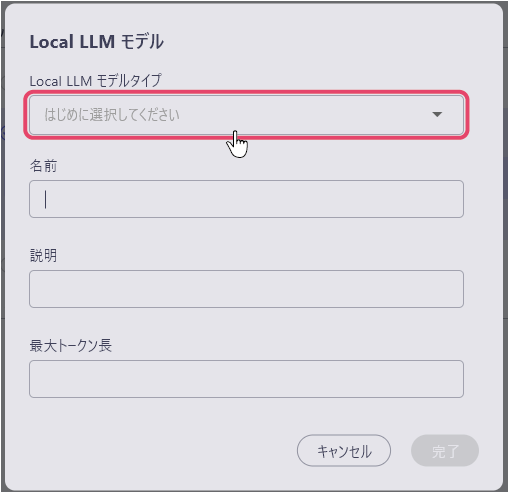 Local LLM モデル
Local LLM モデルタイプ
はじめに選択してください
名前
説明
最大トークン長
キャンセル
完了